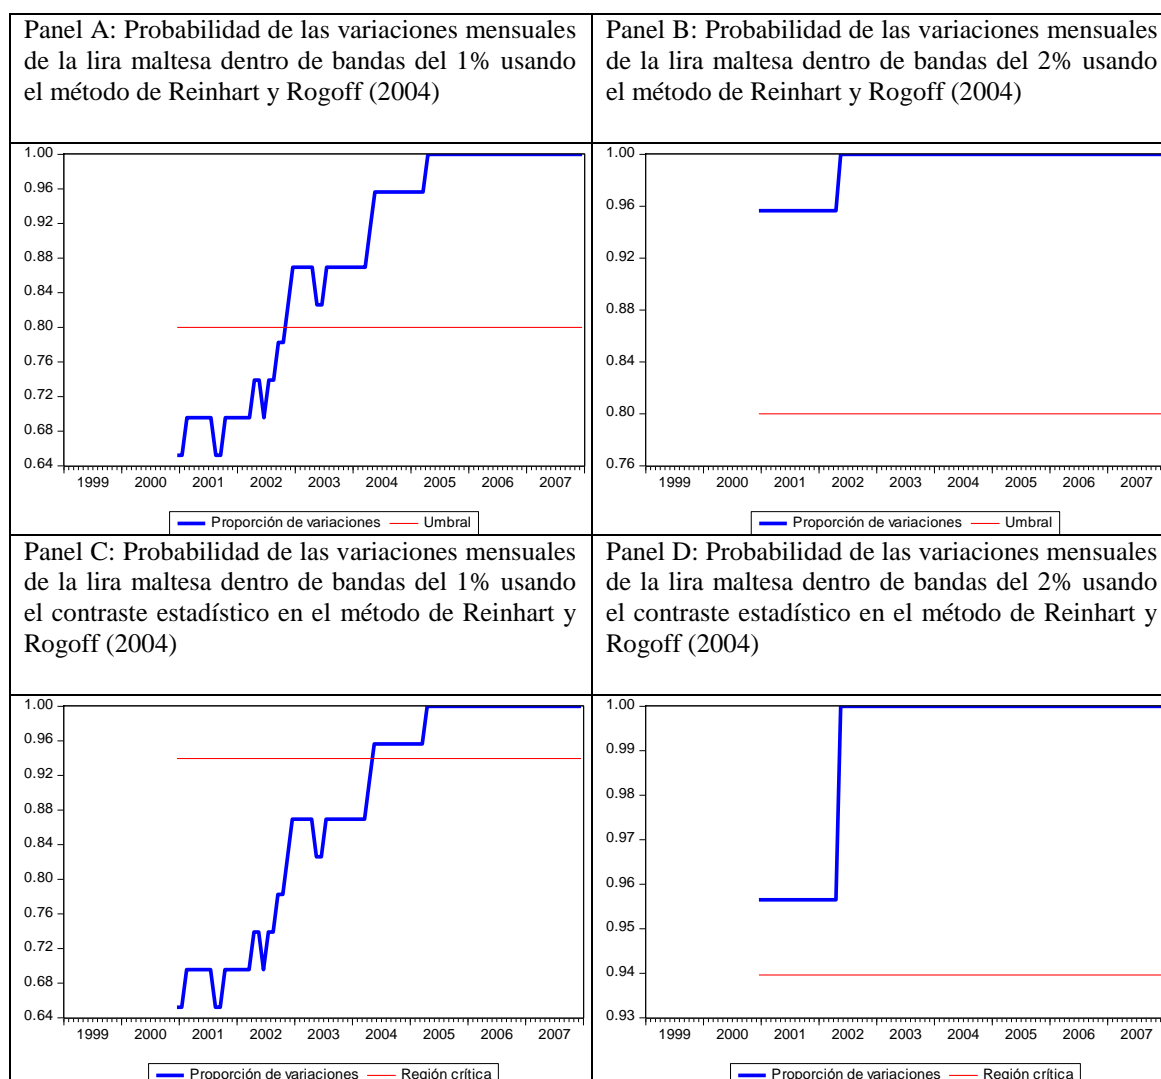 Panel A: Probabilidad de las variaciones mensuales
de la lira maltesa dentro de bandas del 1% usando
el método de Reinhart y Rogoff (2004)
Panel B: Probabilidad de las variaciones mensuales
de la lira maltesa dentro de bandas del 2% usando
el método de Reinhart y Rogoff (2004)
1.00
0.96
0.92
0.88
0.84
0.80
0.76
0.72
0.68
0.64
1999 2000 2001 2002 2003 2004 2005 2006 2007
Proporción de variaciones Umbral
1.00
0.96
0.92
0.88
0.84
0.80
0.76
1999 2000 2001 2002 2003 2004 2005 2006 2007
Proporción de variaciones Umbral
Panel C: Probabilidad de las variaciones mensuales
de la lira maltesa dentro de bandas del 1% usando
el contraste estadístico en el método de Reinhart y
Rogoff (2004)
Panel D: Probabilidad de las variaciones mensuales
de la lira maltesa dentro de bandas del 2% usando
el contraste estadístico en el método de Reinhart y
Rogoff (2004)
1.00
0.96
0.92
0.88
0.84
0.80
0.76
0.72
0.68
0.64
1999 2000 2001 2002 2003 2004 2005 2006 2007
Proporción de variaciones Región crítica
1.00
0.99
0.98
0.97
0.96
0.95
0.94
0.93
1999 2000 2001 2002 2003 2004 2005 2006 2007
Proporción de variaciones Región crítica